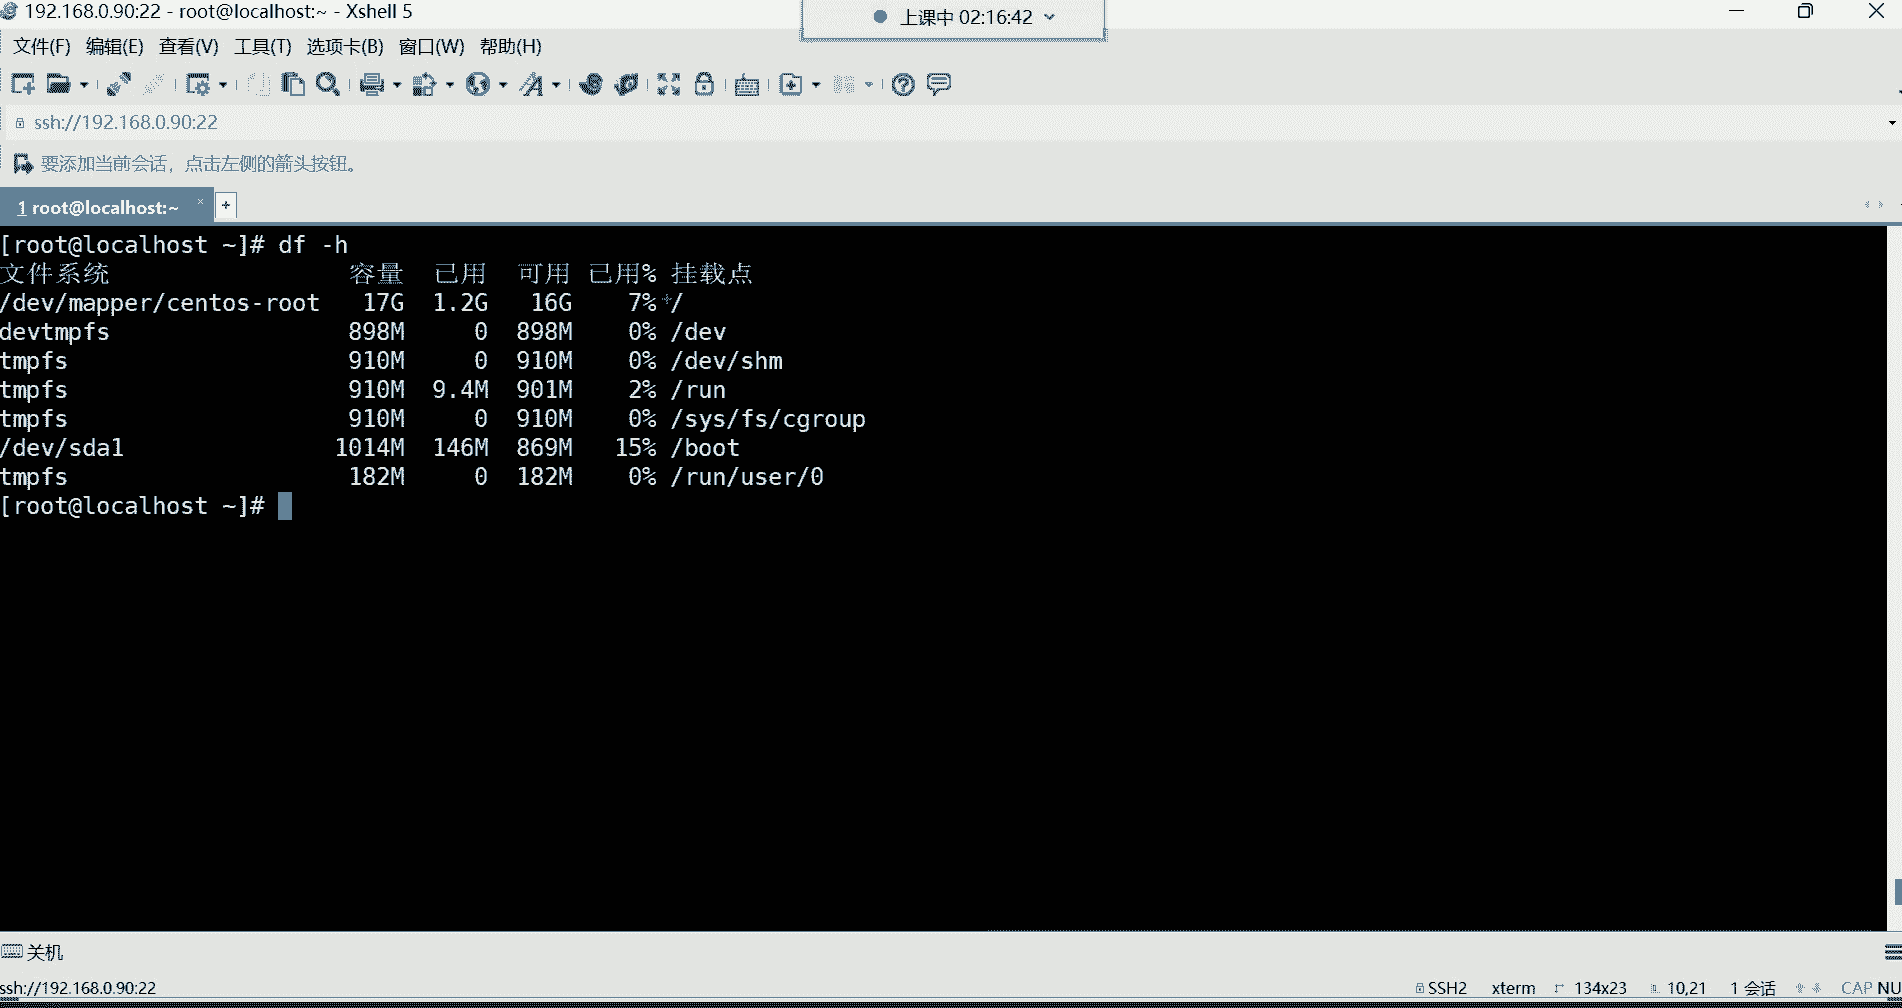 192.168.0.90:22 - root@localhost:~ - Xshell 5
上课中 02:16:42
文件(F) 编辑(E) 查看(V) 工具(T) 选项卡(B) 窗口(W) 帮助(H)
ssh://192.168.0.90:22
要添加当前会话，点击左侧的箭头按钮。
1 root@localhost:~ × +
[root@localhost ~]# df -h
文件系统 容量 已用 可用 已用% 挂载点
/dev/mapper/centos-root 17G 1.2G 16G 7% /
devtmpfs 898M 0 898M 0% /dev
tmpfs 910M 0 910M 0% /dev/shm
tmpfs 910M 9.4M 901M 2% /run
tmpfs 910M 0 910M 0% /sys/fs/cgroup
/dev/sda1 1014M 146M 869M 15% /boot
tmpfs 182M 0 182M 0% /run/user/0
[root@localhost ~]#
关机
ssh://192.168.0.90:22 SSH2 xterm 134x23 10,21 1 会话 CAP NU